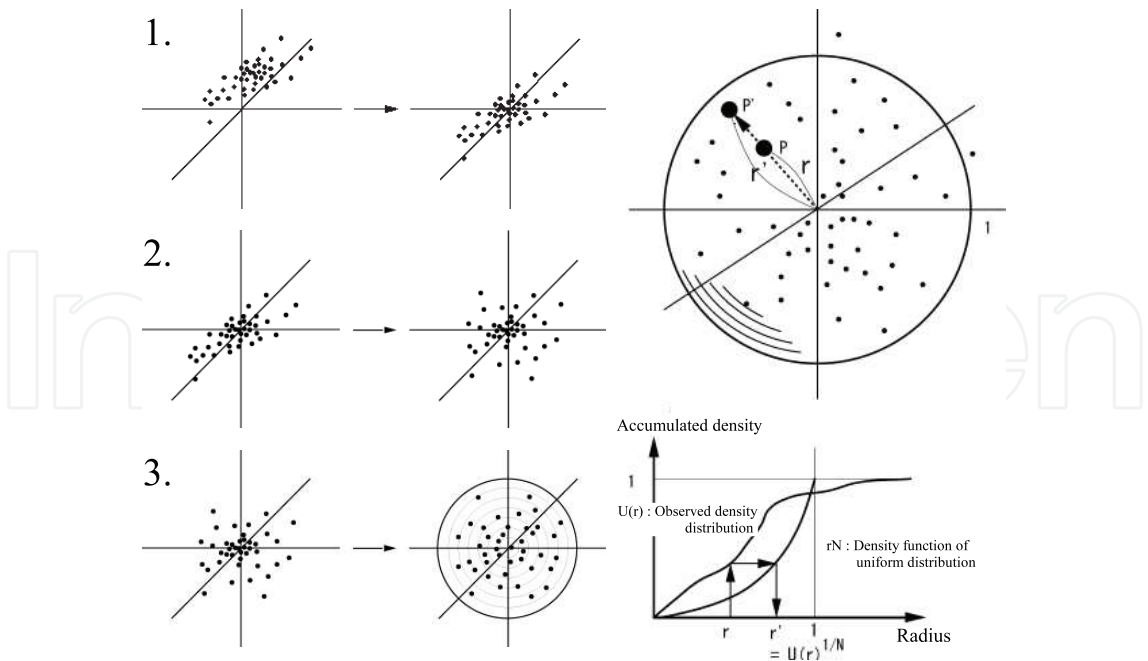 1.
2.
3.
P'
P
r'
r
1
Accumulated density
1
U(r) : Observed density
distribution
rN : Density function of
uniform distribution
r
r'
1
Radius
= U(r)^{1/N}